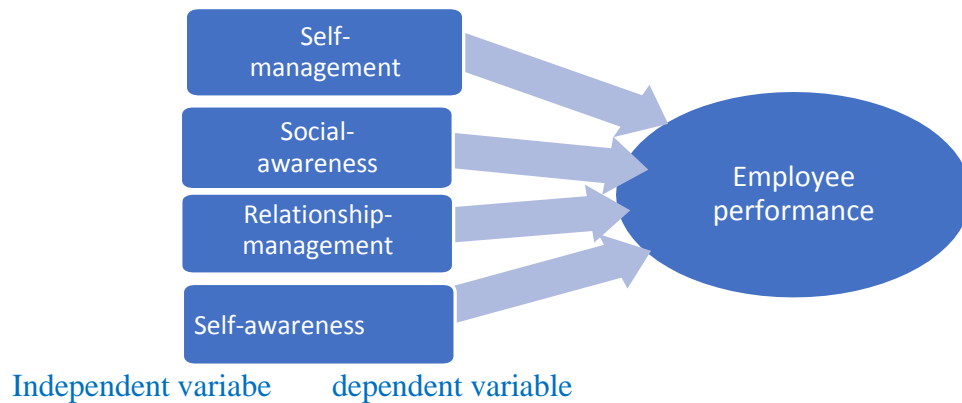 Self-
management
Social-
awareness
Relationship-
management
Self-awareness
Employee
performance
Independent variabe dependent variable